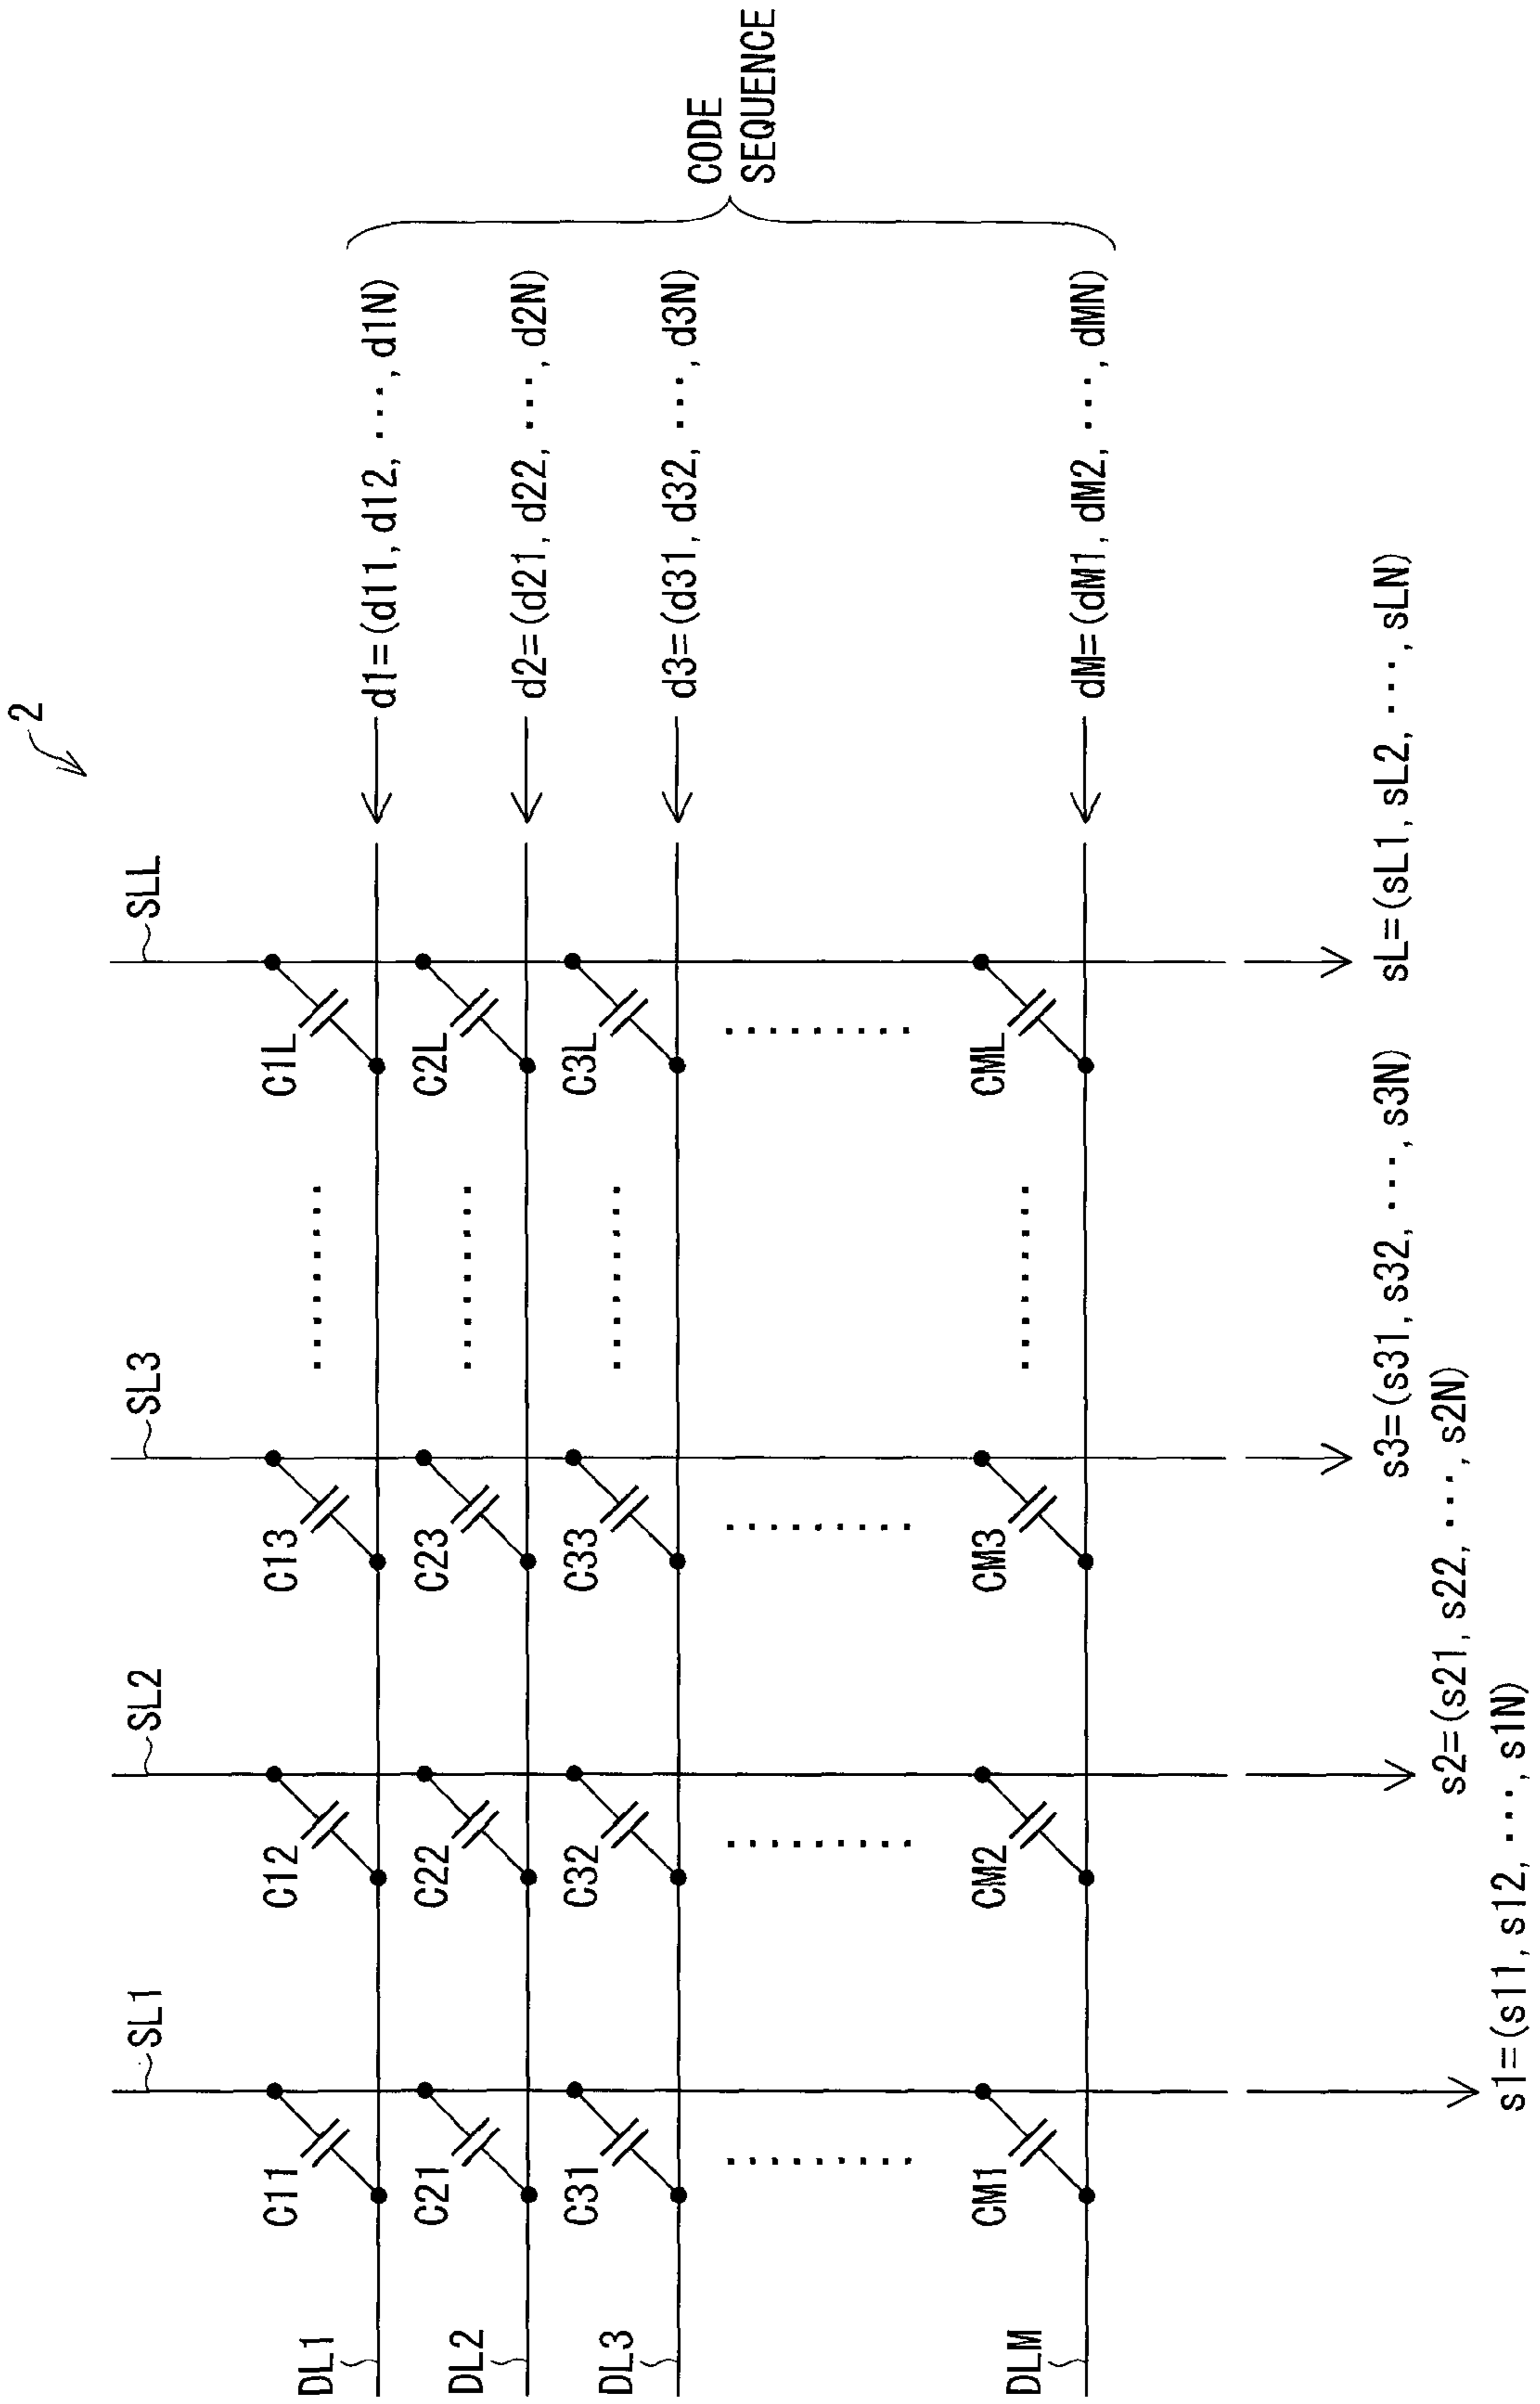 2
SL1
SL2
SL3
SLL
C11
C12
C13
C1L
DL1
d1=(d11,d12, ···,d1N)
C21
C22
C23
C2L
DL2
d2=(d21,d22, ···,d2N)
C31
C32
C33
C3L
DL3
d3=(d31,d32, ···,d3N)
CODE
SEQUENCE
CM1
CM2
CM3
CML
DLM
dM=(dM1,dM2, ···,dMN)
s3=(s31,s32, ···,s3N)
sL=(sL1,sL2, ···,sLN)
s2=(s21,s22, ···,s2N)
s1=(s11,s12, ···,s1N)